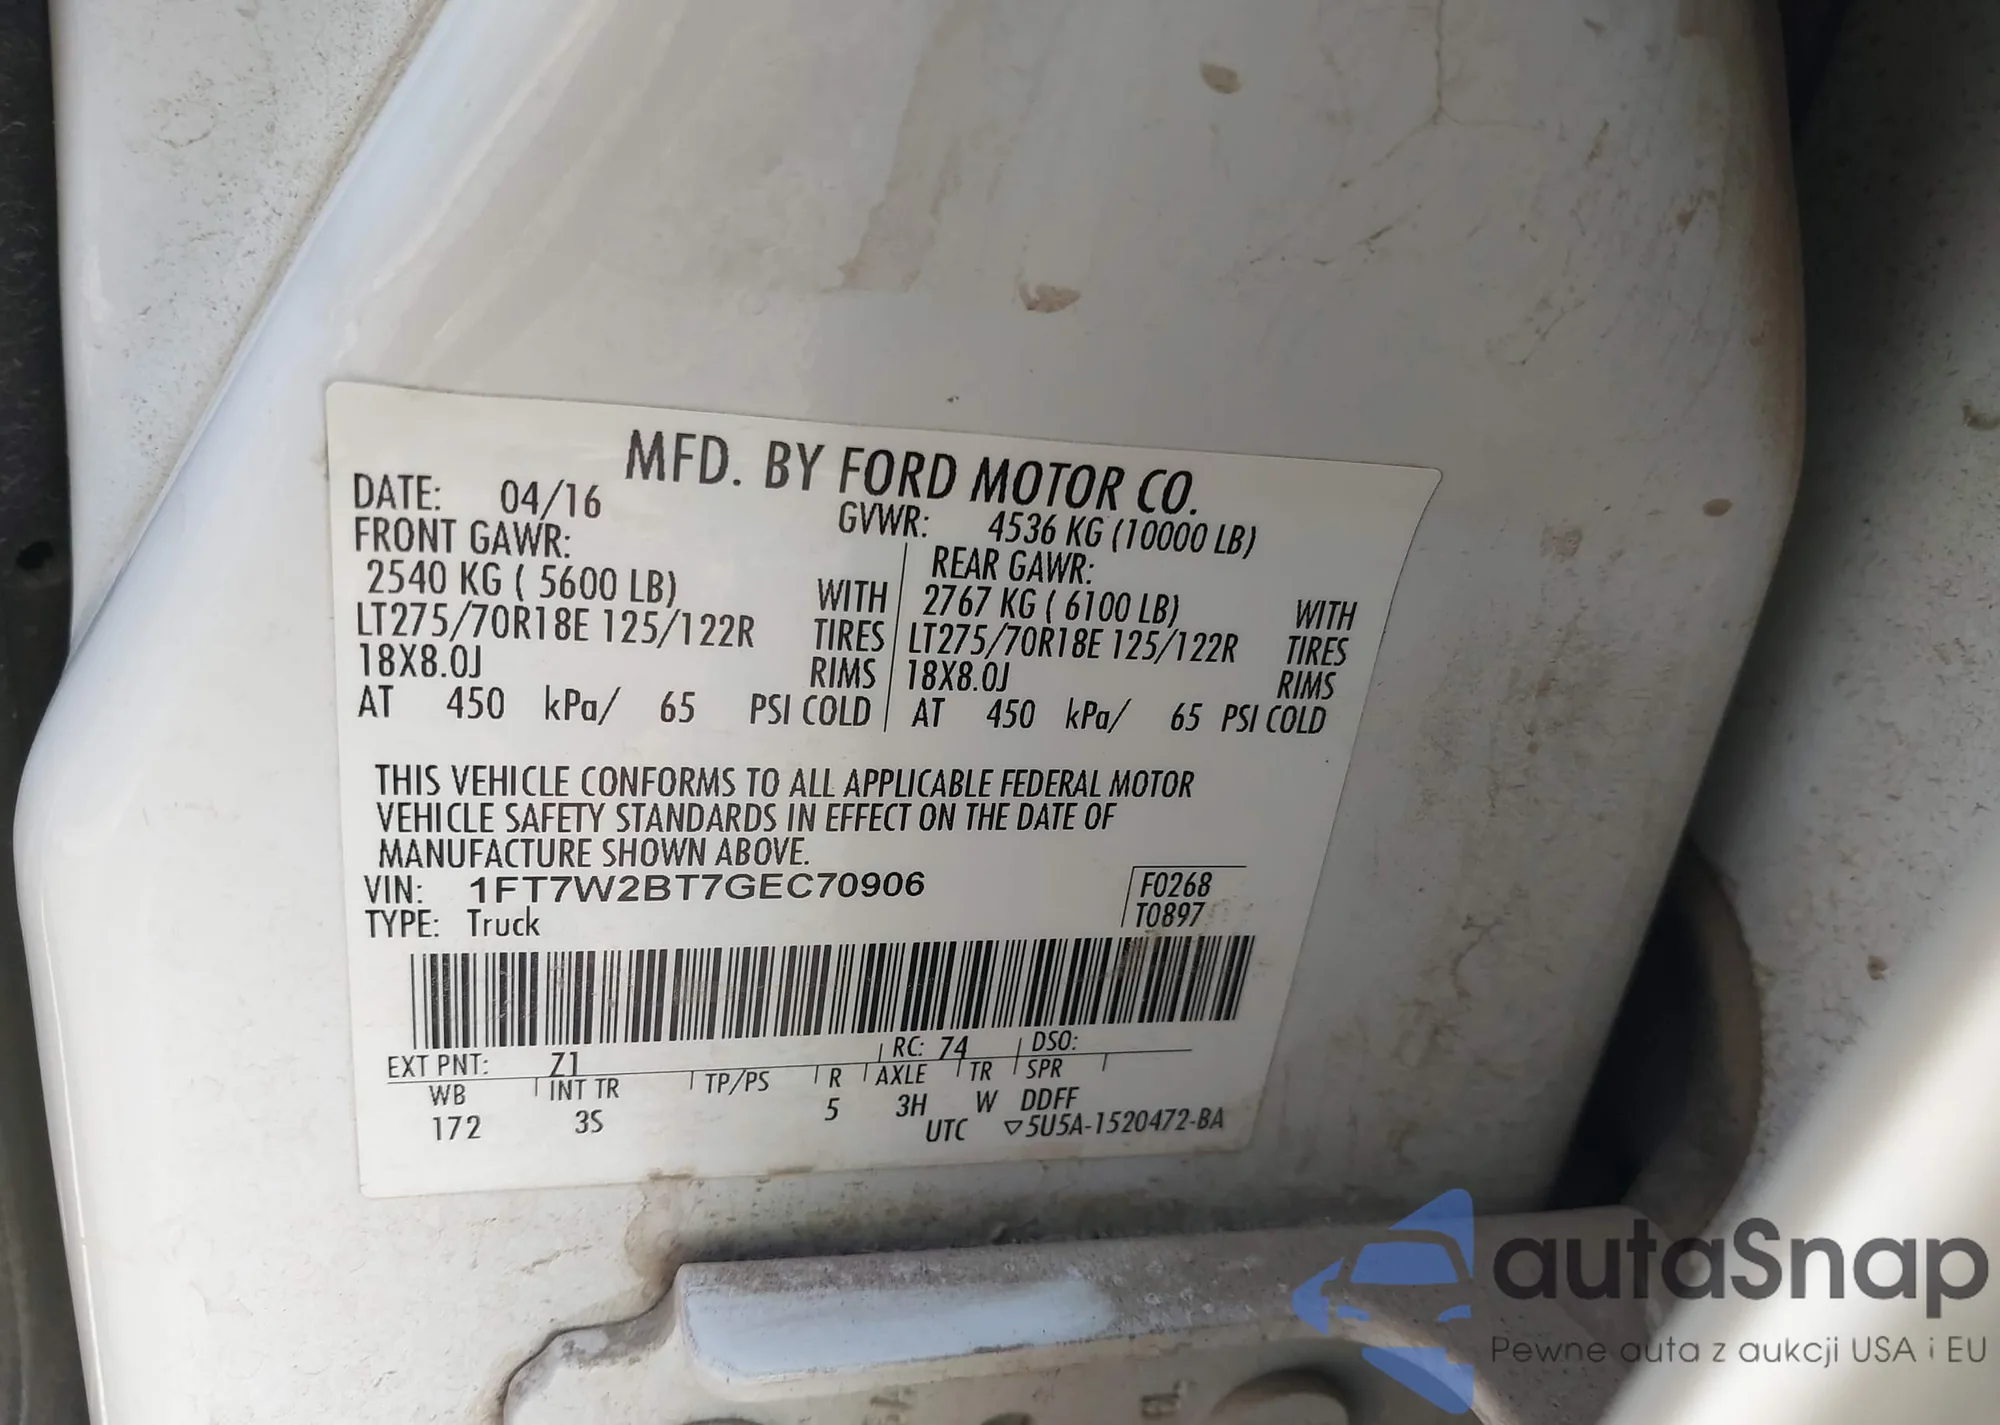 MFD. BY FORD MOTOR CO.
DATE: 04/16 GVWR: 4536 KG (10000 LB)
FRONT GAWR: REAR GAWR:
2540 KG ( 5600 LB) WITH 2767 KG ( 6100 LB) WITH
LT275/70R18E 125/122R TIRES LT275/70R18E 125/122R TIRES
18X8.0J RIMS 18X8.0J RIMS
AT 450 kPa/ 65 PSI COLD AT 450 kPa/ 65 PSI COLD
THIS VEHICLE CONFORMS TO ALL APPLICABLE FEDERAL MOTOR
VEHICLE SAFETY STANDARDS IN EFFECT ON THE DATE OF
MANUFACTURE SHOWN ABOVE.
VIN: 1FT7W2BT7GEC70906 F0268
TYPE: Truck T0897
EXT PNT: Z1 RC: 74 DSO:
WB INT TR TP/PS R AXLE TR SPR
172 3S 5 3H W DDFF
UTC ▽5U5A-1520472-BA
autaSnap
Pewne auta z aukcji USA i EU